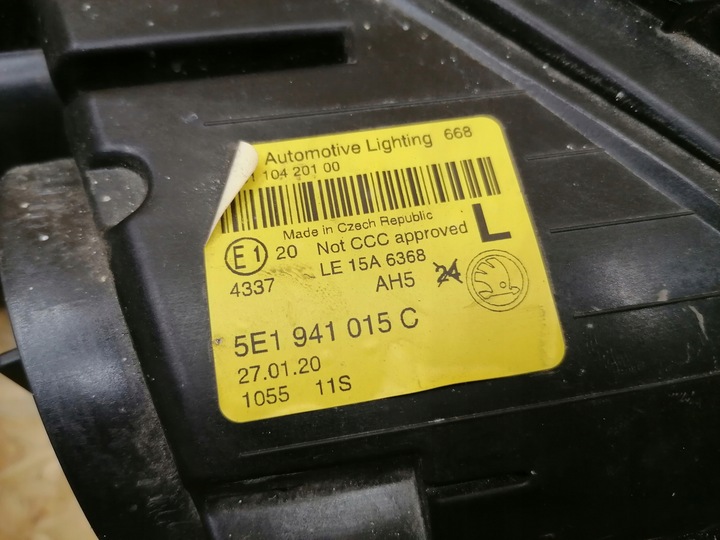 Automotive Lighting 668
104 201 00
Made in Czech Republic
E1 20 Not CCC approved L
4337 LE 15A 6368
AH5 24
5E1 941 015 C
27.01.20
1055 11S